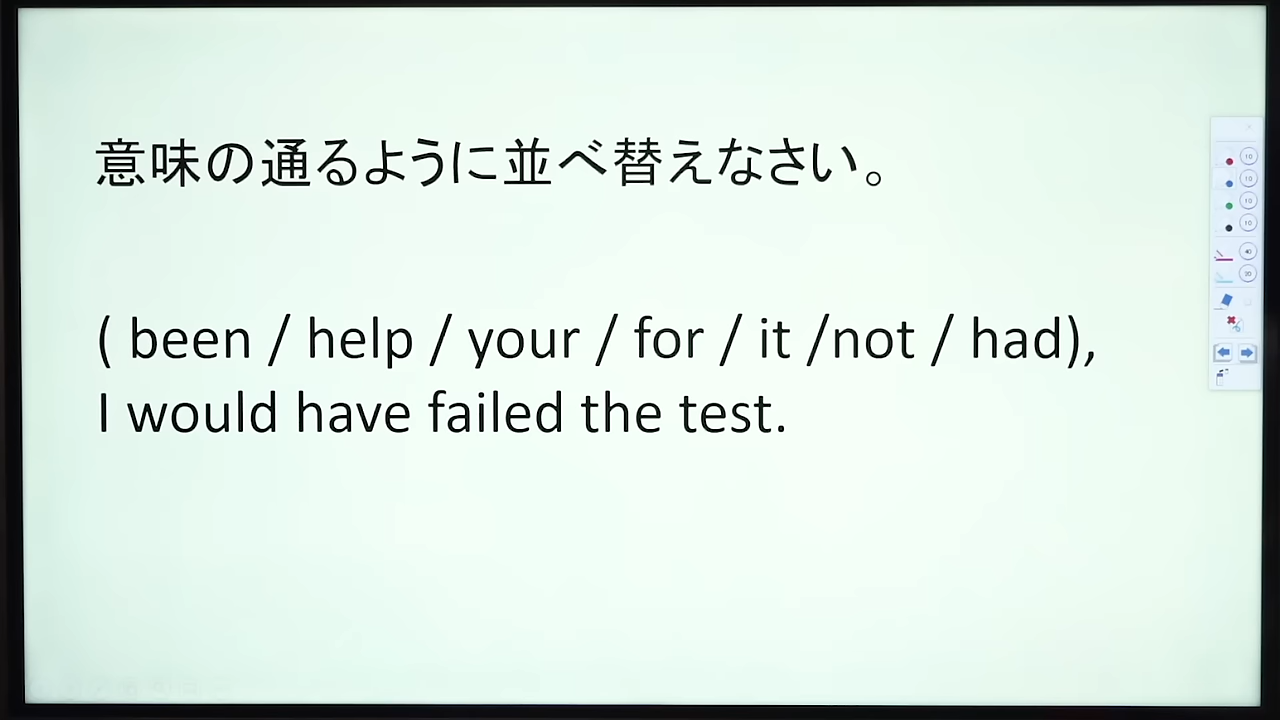 意味の通るように並べ替えなさい。
( been / help / your / for / it /not / had),
I would have failed the test.